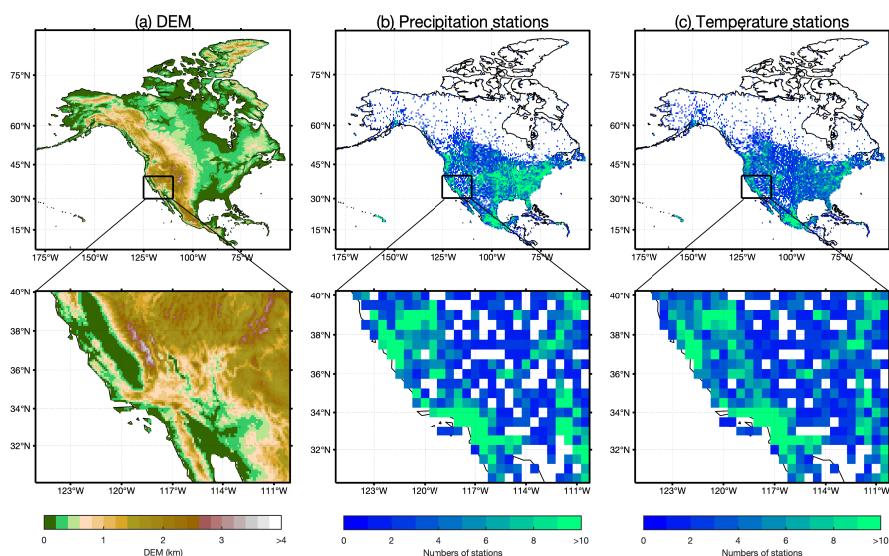 (a) DEM
(b) Precipitation stations
(c) Temperature stations
75°N
60°N
45°N
30°N
15°N
175°W 150°W 125°W 100°W 75°W
75°N
60°N
45°N
30°N
15°N
175°W 150°W 125°W 100°W 75°W
75°N
60°N
45°N
30°N
15°N
175°W 150°W 125°W 100°W 75°W
40°N
38°N
36°N
34°N
32°N
123°W 120°W 117°W 114°W 111°W
40°N
38°N
36°N
34°N
32°N
123°W 120°W 117°W 114°W 111°W
40°N
38°N
36°N
34°N
32°N
123°W 120°W 117°W 114°W 111°W
0 1 2 3 >4
DEM (km)
0 2 4 6 8 >10
Numbers of stations
0 2 4 6 8 >10
Numbers of stations